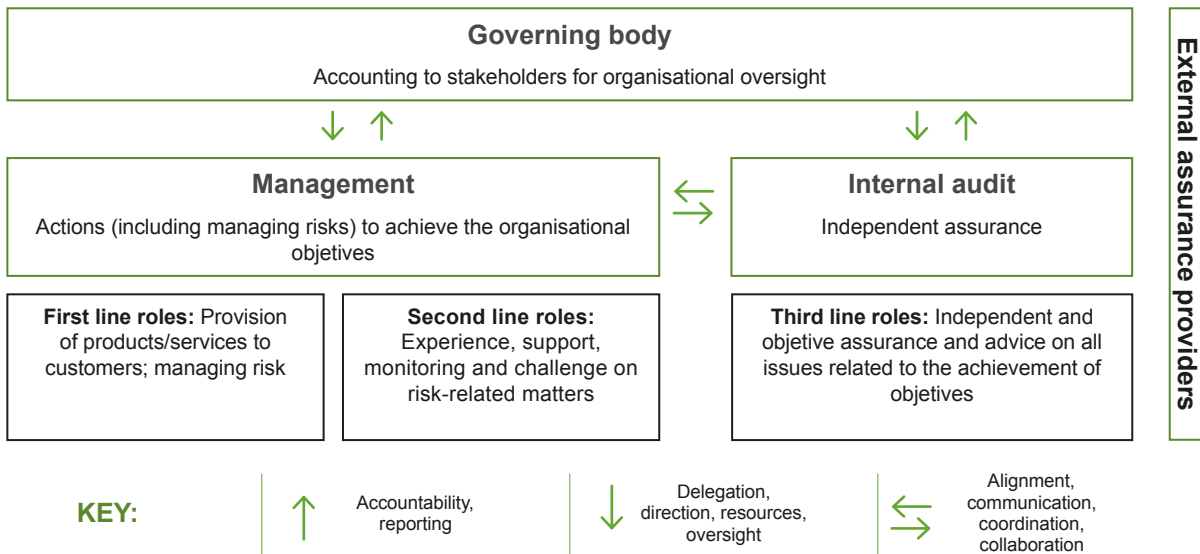 Governing body
Accounting to stakeholders for organisational oversight
External assurance providers
Management
Actions (including managing risks) to achieve the organisational
objetives
Internal audit
Independent assurance
First line roles: Provision
of products/services to
customers; managing risk
Second line roles:
Experience, support,
monitoring and challenge on
risk-related matters
Third line roles: Independent and
objetive assurance and advice on all
issues related to the achievement of
objetives
KEY:
Accountability,
reporting
Delegation,
direction, resources,
oversight
Alignment,
communication,
coordination,
collaboration